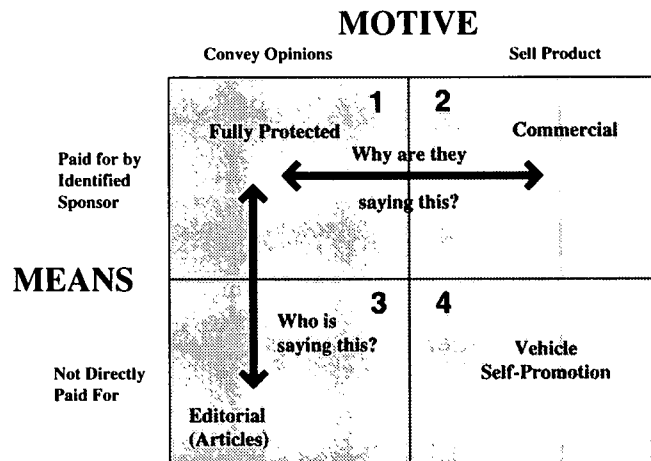 MOTIVE
Convey Opinions
Sell Product
1
2
Fully Protected
Commercial
Paid for by
Identified
Sponsor
Why are they
saying this?
MEANS
3
4
Who is
saying this?
Vehicle
Self-Promotion
Not Directly
Paid For
Editorial
(Articles)